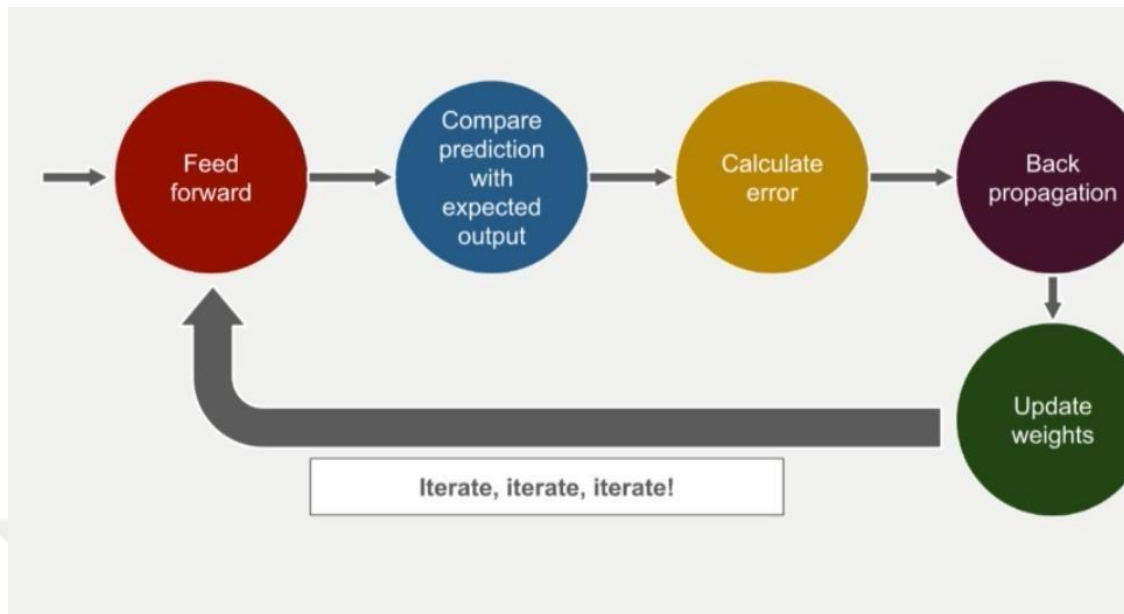 Feed
forward
Compare
prediction
with
expected
output
Calculate
error
Back
propagation
Update
weights
Iterate, iterate, iterate!